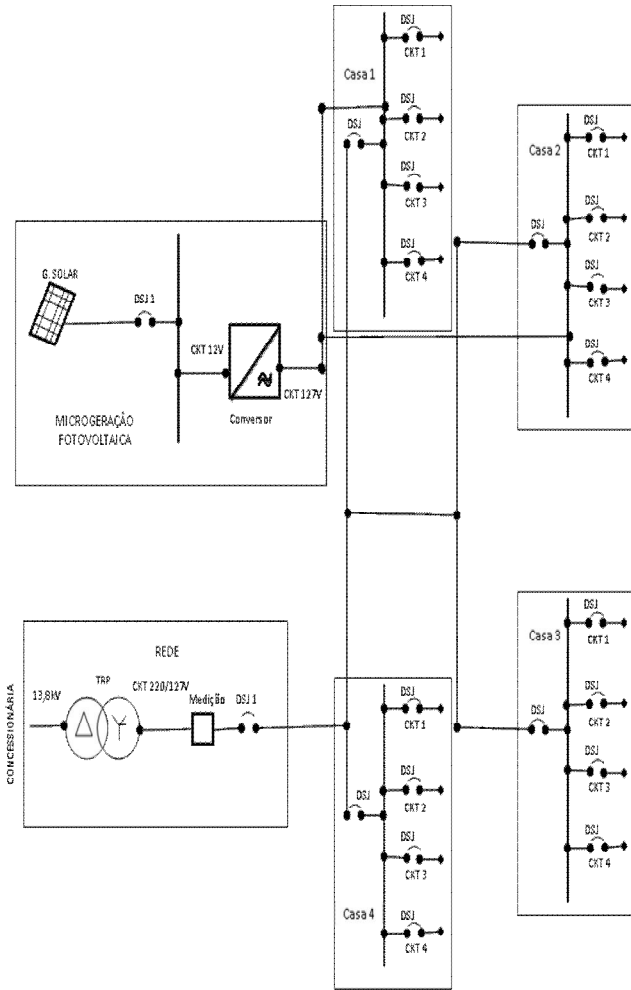 DSJ
CKT 1
Casa 1
DSJ
CKT 2
DSJ
DSJ
CKT 3
DSJ
CKT 4
DSJ
CKT 1
Casa 2
DSJ
CKT 2
DSJ
DSJ
CKT 3
DSJ
CKT 4
G. SOLAR
DSJ 1
CKT 12V
CKT 127V
Conversor
MICROGERAÇÃO
FOTOVOLTAICA
CONCESSIONÁRIA
REDE
13,8kV
TRP
CKT 220/127V
Medição
DSJ 1
DSJ
CKT 1
DSJ
CKT 2
DSJ
DSJ
CKT 3
Casa 4
DSJ
CKT 4
DSJ
CKT 1
Casa 3
DSJ
CKT 2
DSJ
DSJ
CKT 3
DSJ
CKT 4